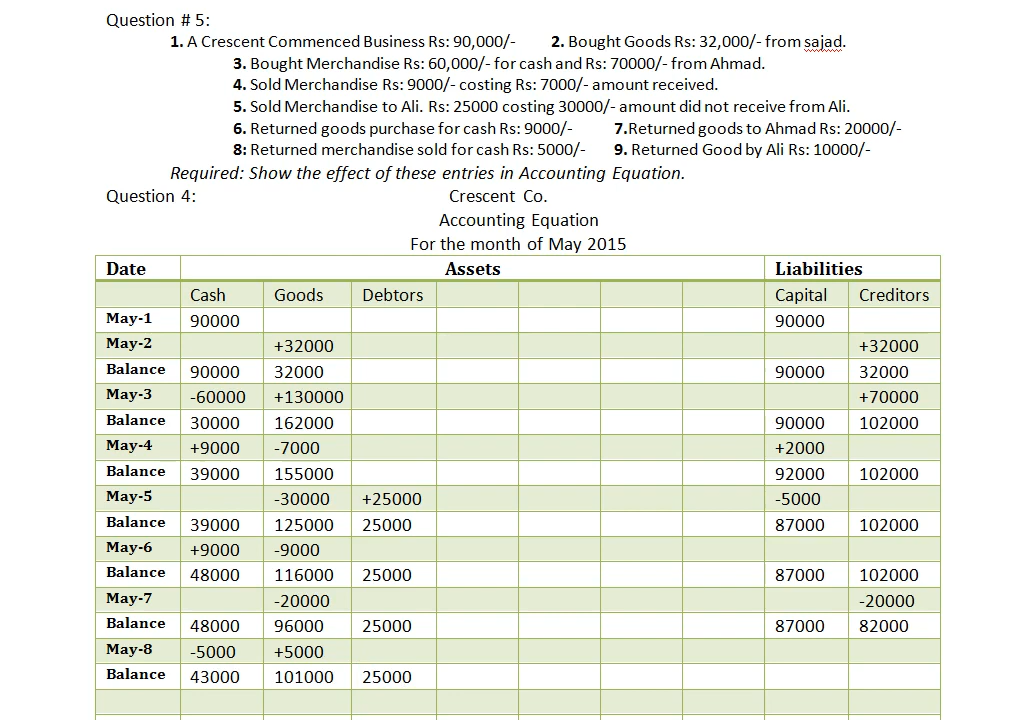 Question # 5:
1. A Crescent Commenced Business Rs: 90,000/- 2. Bought Goods Rs: 32,000/- from sajad.
3. Bought Merchandise Rs: 60,000/- for cash and Rs: 70000/- from Ahmad.
4. Sold Merchandise Rs: 9000/- costing Rs: 7000/- amount received.
5. Sold Merchandise to Ali. Rs: 25000 costing 30000/- amount did not receive from Ali.
6. Returned goods purchase for cash Rs: 9000/- 7.Returned goods to Ahmad Rs: 20000/-
8: Returned merchandise sold for cash Rs: 5000/- 9. Returned Good by Ali Rs: 10000/-
Required: Show the effect of these entries in Accounting Equation.
Question 4: Crescent Co.
Accounting Equation
For the month of May 2015
Date Assets Liabilities
Cash Goods Debtors Capital Creditors
May-1 90000 90000
May-2 +32000 +32000
Balance 90000 32000 90000 32000
May-3 -60000 +130000 +70000
Balance 30000 162000 90000 102000
May-4 +9000 -7000 +2000
Balance 39000 155000 92000 102000
May-5 -30000 +25000 -5000
Balance 39000 125000 25000 87000 102000
May-6 +9000 -9000
Balance 48000 116000 25000 87000 102000
May-7 -20000 -20000
Balance 48000 96000 25000 87000 82000
May-8 -5000 +5000
Balance 43000 101000 25000